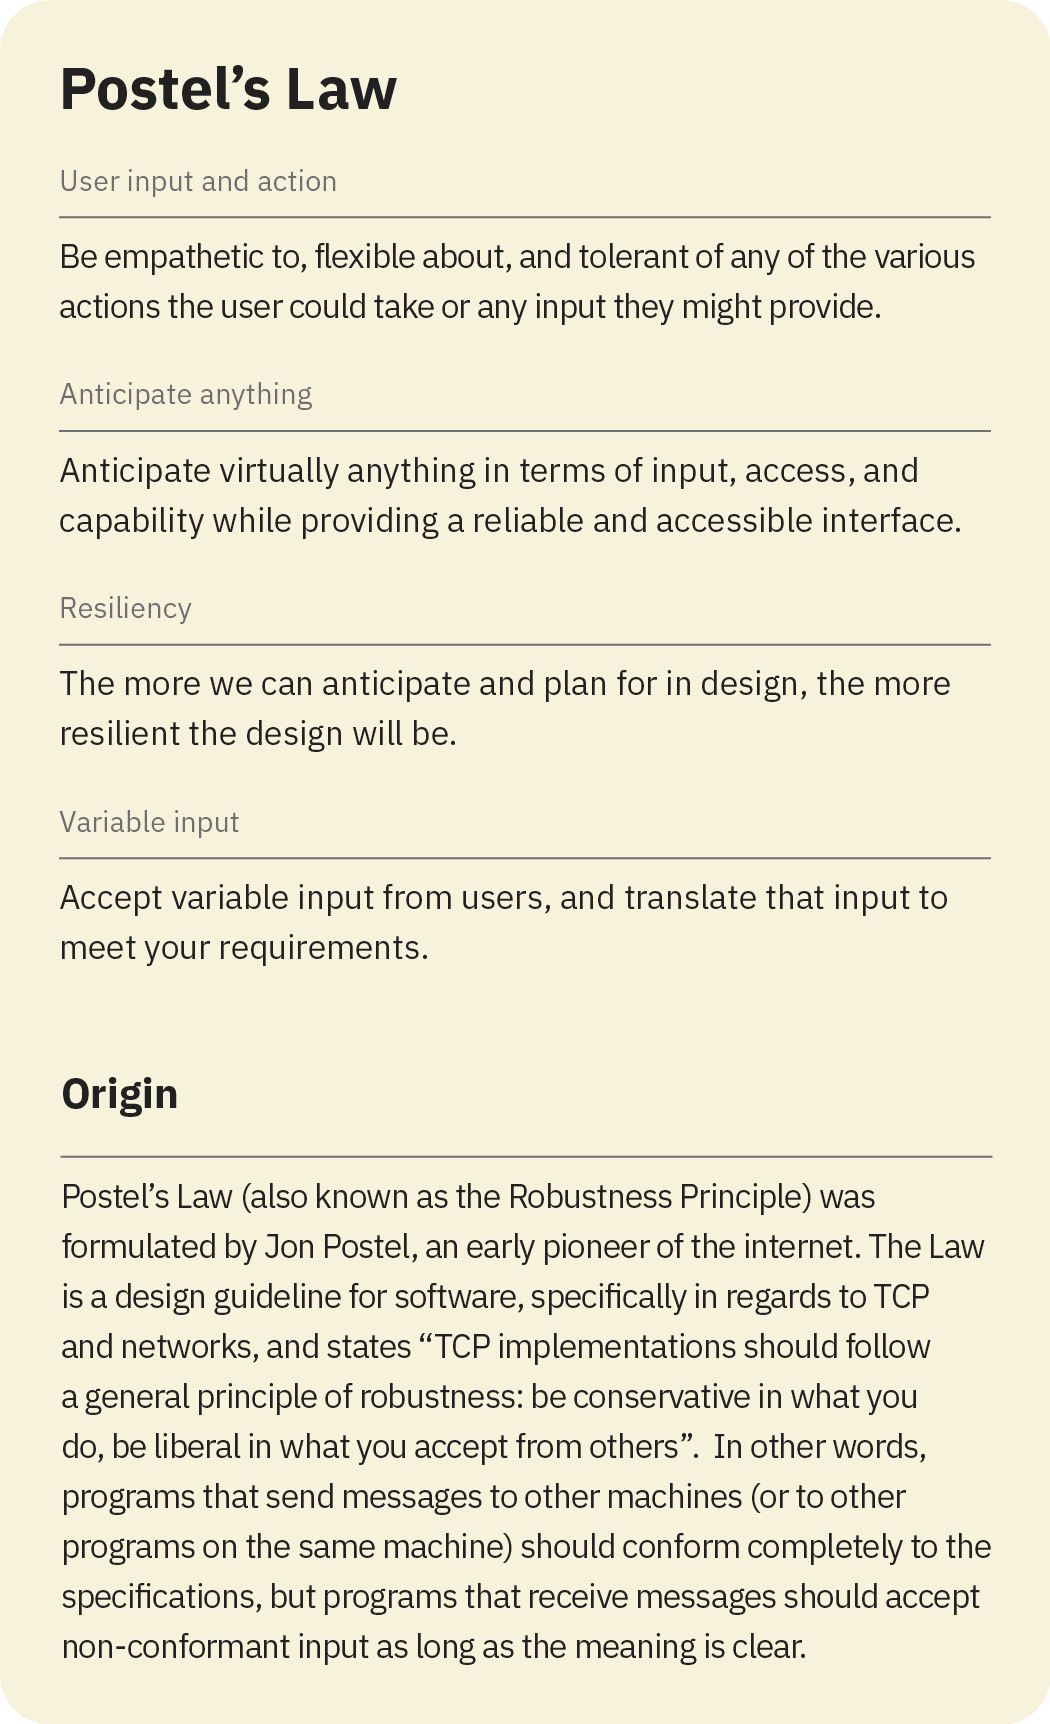 Postel’s Law
User input and action
Be empathetic to, flexible about, and tolerant of any of the various
actions the user could take or any input they might provide.
Anticipate anything
Anticipate virtually anything in terms of input, access, and
capability while providing a reliable and accessible interface.
Resiliency
The more we can anticipate and plan for in design, the more
resilient the design will be.
Variable input
Accept variable input from users, and translate that input to
meet your requirements.
Origin
Postel’s Law (also known as the Robustness Principle) was
formulated by Jon Postel, an early pioneer of the internet. The Law
is a design guideline for software, specifically in regards to TCP
and networks, and states “TCP implementations should follow
a general principle of robustness: be conservative in what you
do, be liberal in what you accept from others”.  In other words,
programs that send messages to other machines (or to other
programs on the same machine) should conform completely to the
specifications, but programs that receive messages should accept
non-conformant input as long as the meaning is clear.